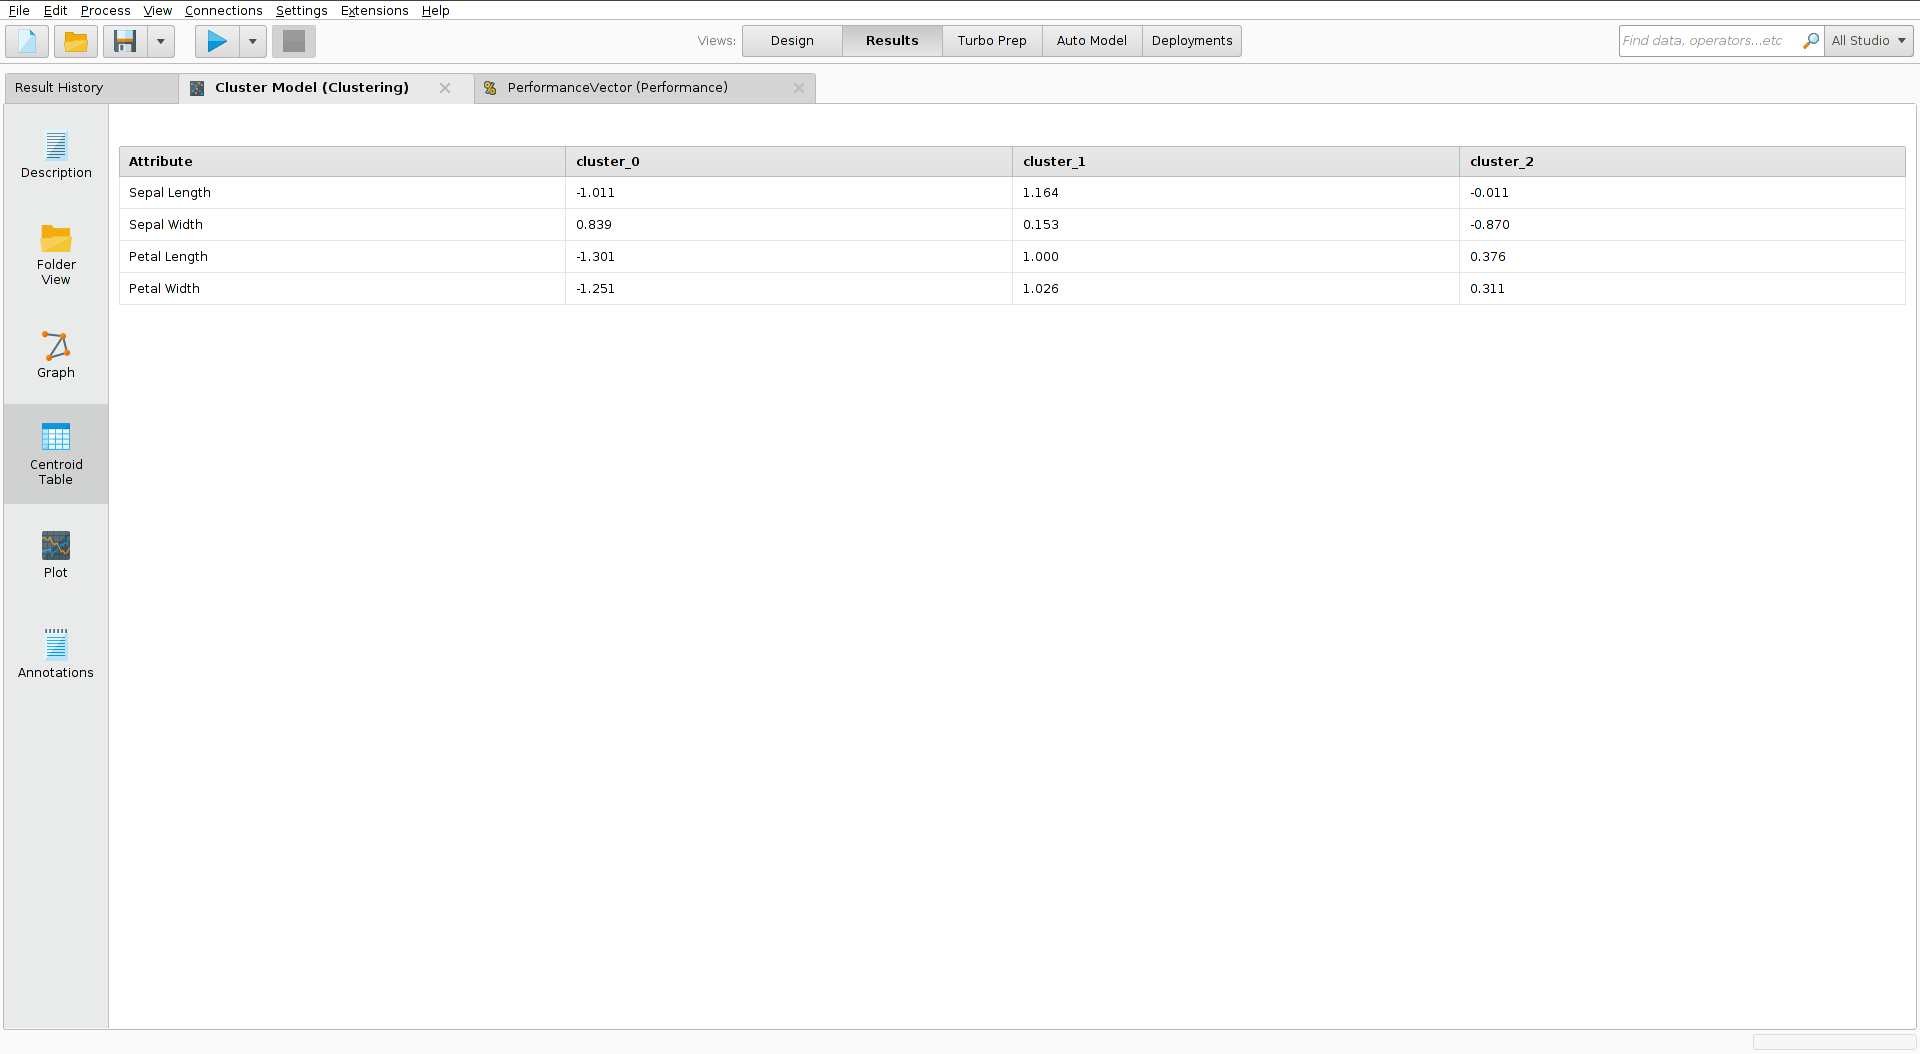 File Edit Process View Connections Settings Extensions Help
Views: Design Results Turbo Prep Auto Model Deployments Find data, operators...etc All Studio
Result History Cluster Model (Clustering) PerformanceVector (Performance)
Description
Folder
View
Graph
Centroid
Table
Plot
Annotations
Attribute cluster_0 cluster_1 cluster_2
Sepal Length -1.011 1.164 -0.011
Sepal Width 0.839 0.153 -0.870
Petal Length -1.301 1.000 0.376
Petal Width -1.251 1.026 0.311